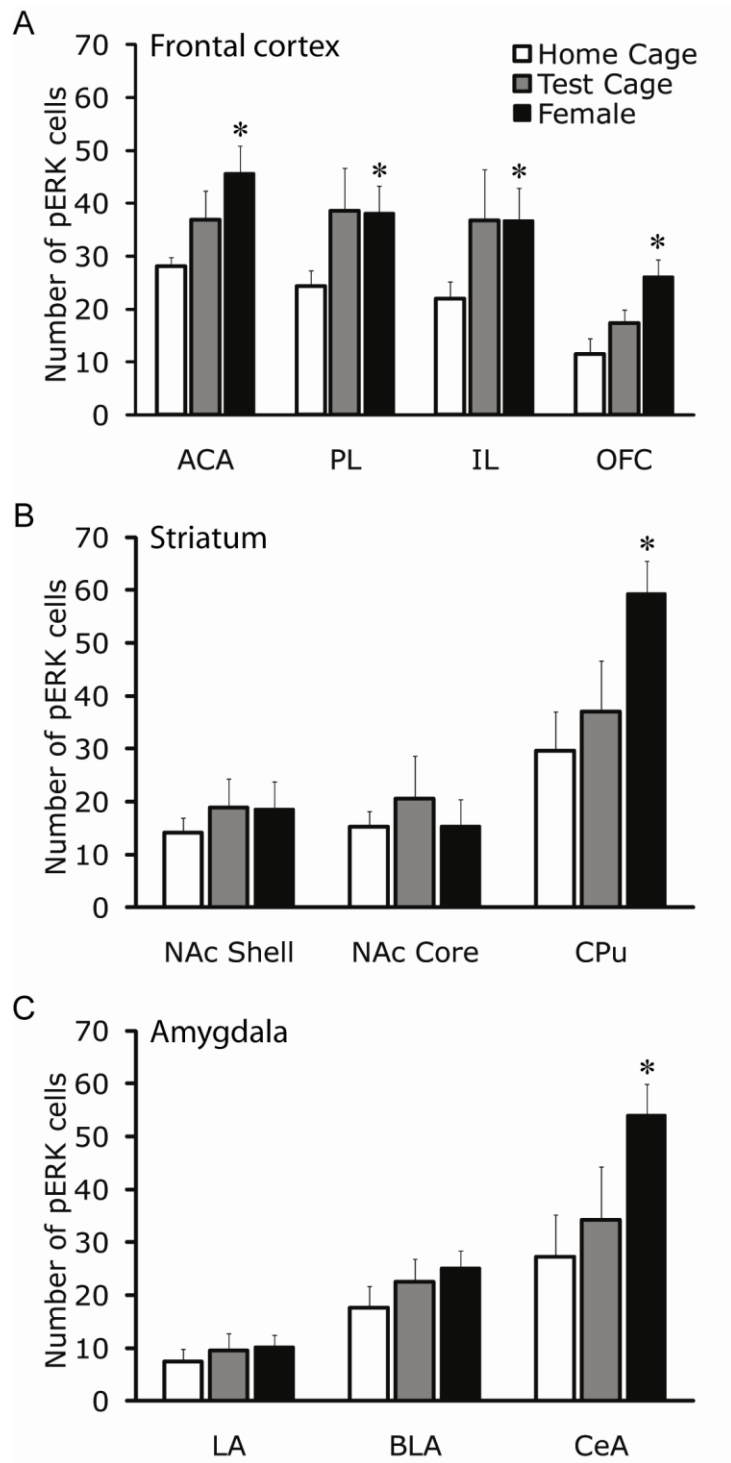 A
Frontal cortex
Home Cage
Test Cage
Female
Number of pERK cells
70
60
50
40
30
20
10
0
*
*
*
*
ACA PL IL OFC
B
Striatum
Number of pERK cells
70
60
50
40
30
20
10
0
*
NAc Shell NAc Core CPu
C
Amygdala
Number of pERK cells
70
60
50
40
30
20
10
0
*
LA BLA CeA